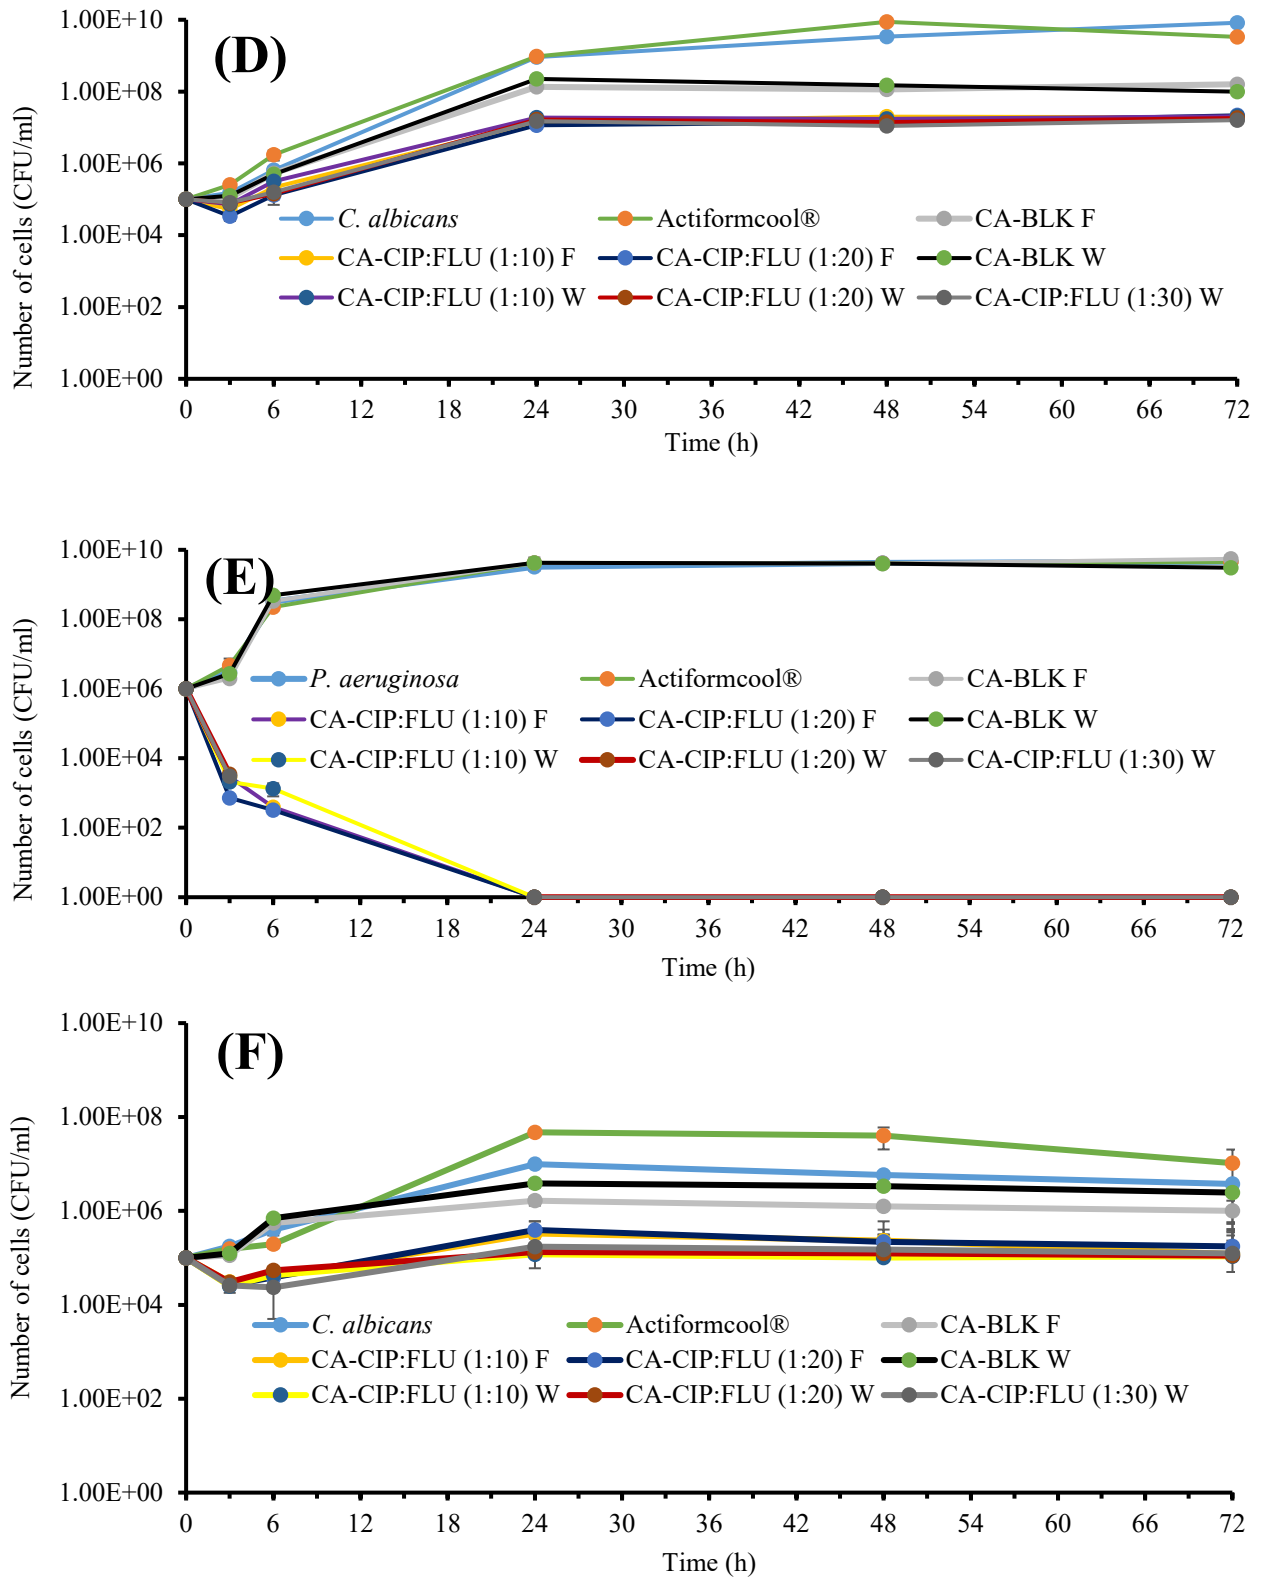 1.00E+10
(D)
1.00E+08
1.00E+06
1.00E+04
1.00E+02
1.00E+00
Number of cells (CFU/ml)
C. albicans Actiformcool® CA-BLK F
CA-CIP:FLU (1:10) F CA-CIP:FLU (1:20) F CA-BLK W
CA-CIP:FLU (1:10) W CA-CIP:FLU (1:20) W CA-CIP:FLU (1:30) W
0 6 12 18 24 30 36 42 48 54 60 66 72
Time (h)
1.00E+10
(E)
1.00E+08
1.00E+06
1.00E+04
1.00E+02
1.00E+00
Number of cells (CFU/ml)
P. aeruginosa Actiformcool® CA-BLK F
CA-CIP:FLU (1:10) F CA-CIP:FLU (1:20) F CA-BLK W
CA-CIP:FLU (1:10) W CA-CIP:FLU (1:20) W CA-CIP:FLU (1:30) W
0 6 12 18 24 30 36 42 48 54 60 66 72
Time (h)
1.00E+10
(F)
1.00E+08
1.00E+06
1.00E+04
1.00E+02
1.00E+00
Number of cells (CFU/ml)
C. albicans Actiformcool® CA-BLK F
CA-CIP:FLU (1:10) F CA-CIP:FLU (1:20) F CA-BLK W
CA-CIP:FLU (1:10) W CA-CIP:FLU (1:20) W CA-CIP:FLU (1:30) W
0 6 12 18 24 30 36 42 48 54 60 66 72
Time (h)